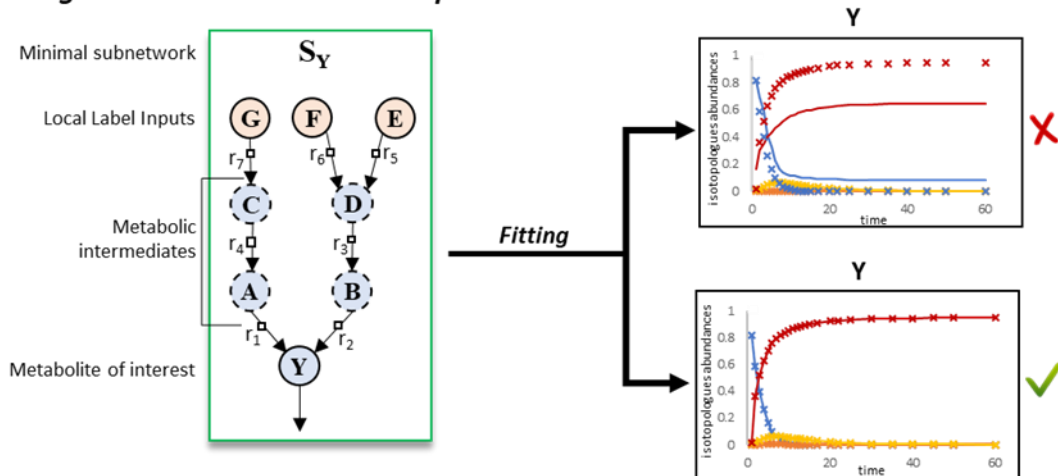 Y
Minimal subnetwork
S_Y
Local Label Inputs
G
F
E
r7
r6
r5
Metabolic
intermediates
C
D
r4
r3
A
B
r1
r2
Metabolite of interest
Y
Fitting
isotopologues abundances
1
0.8
0.6
0.4
0.2
0
0
20
40
60
time
Y
isotopologues abundances
1
0.8
0.6
0.4
0.2
0
0
20
40
60
time